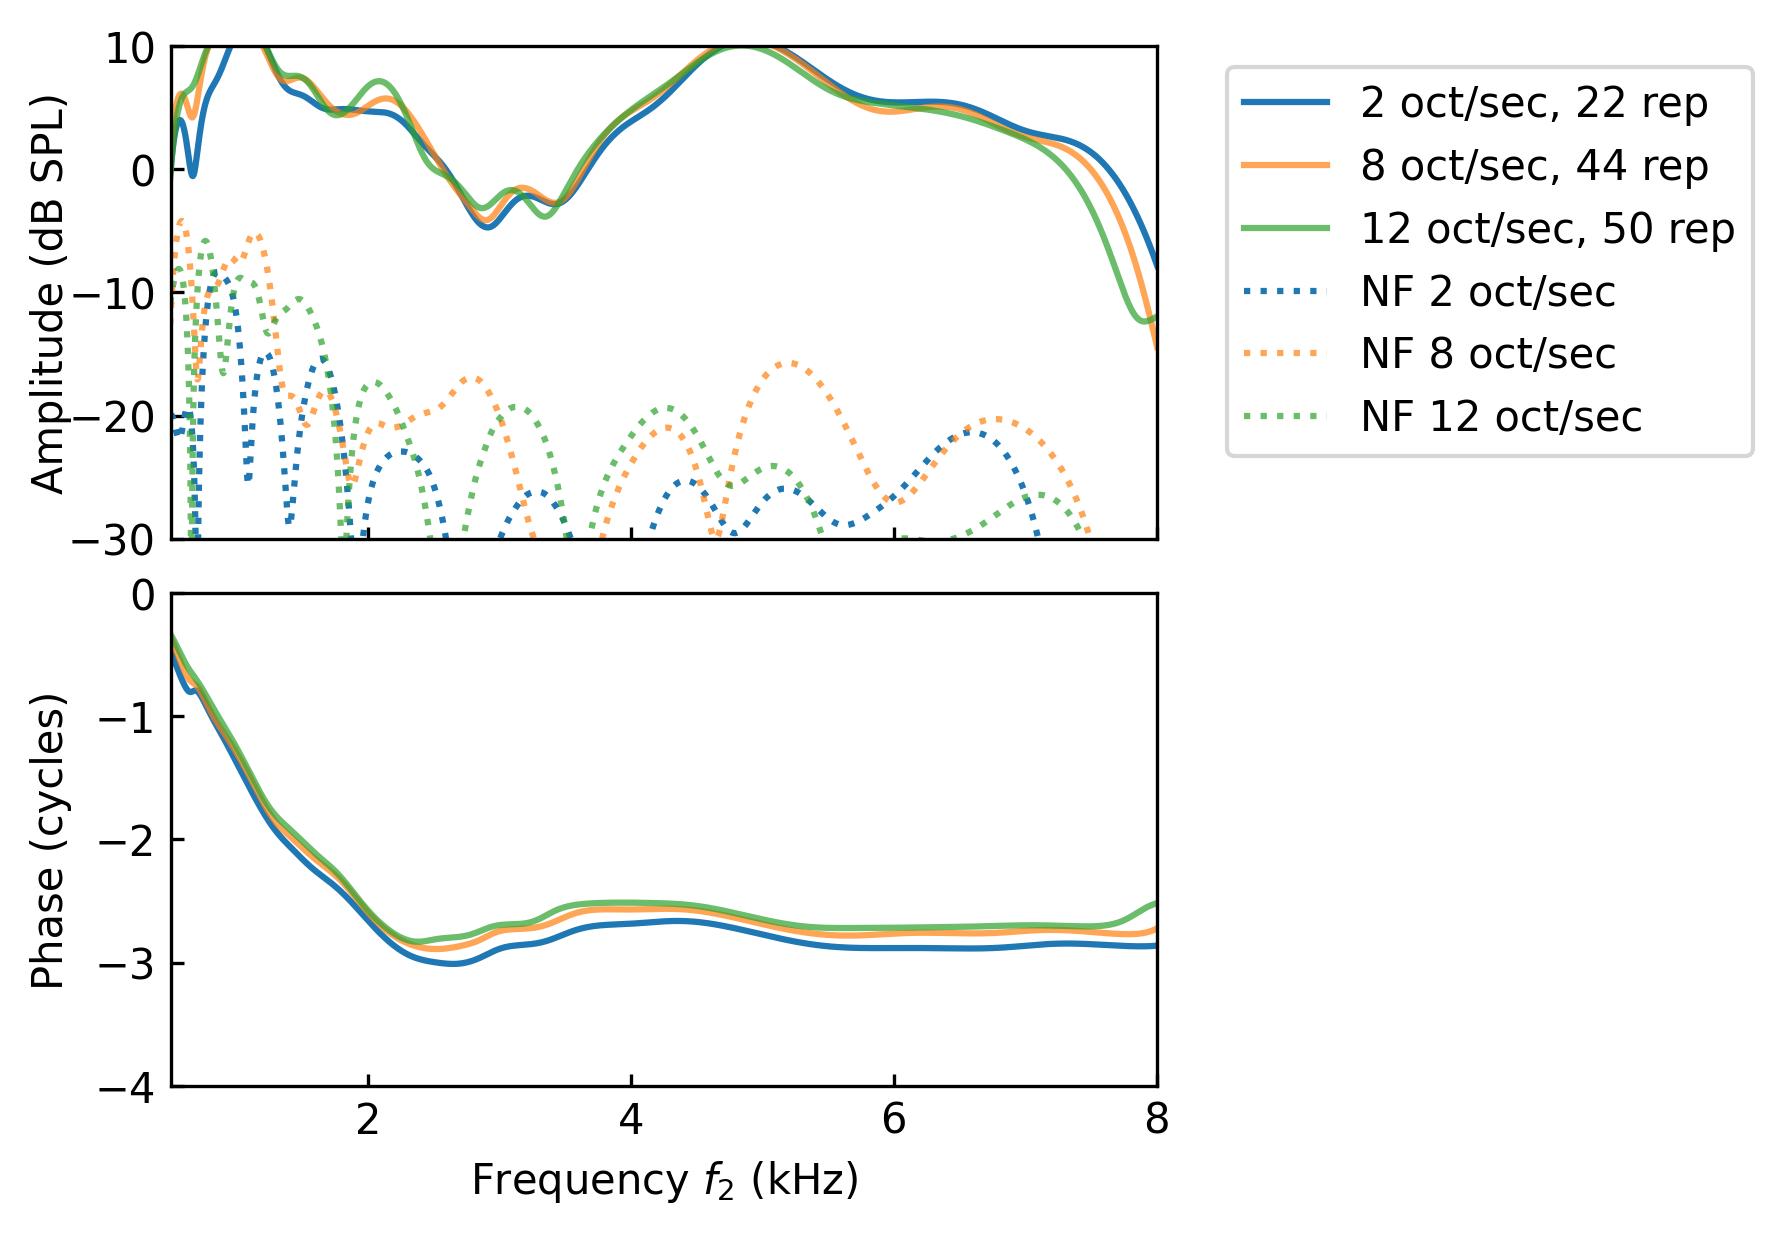 10
0
−10
−20
−30
Amplitude (dB SPL)
2 oct/sec, 22 rep
8 oct/sec, 44 rep
12 oct/sec, 50 rep
NF 2 oct/sec
NF 8 oct/sec
NF 12 oct/sec
0
−1
−2
−3
−4
Phase (cycles)
2 4 6 8
Frequency f₂ (kHz)